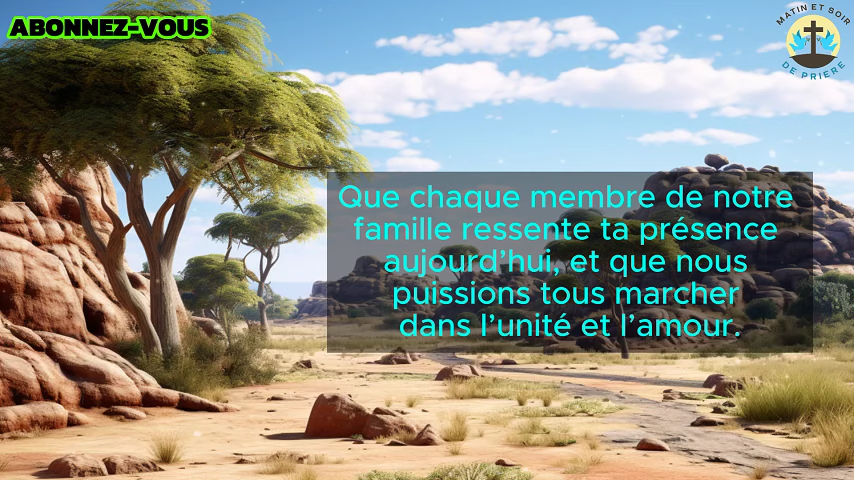 ABONNEZ-VOUS
MATIN ET SOIR
DE PRIERE
Que chaque membre de notre
famille ressente ta présence
aujourd'hui, et que nous
puissions tous marcher
dans l'unité et l'amour.